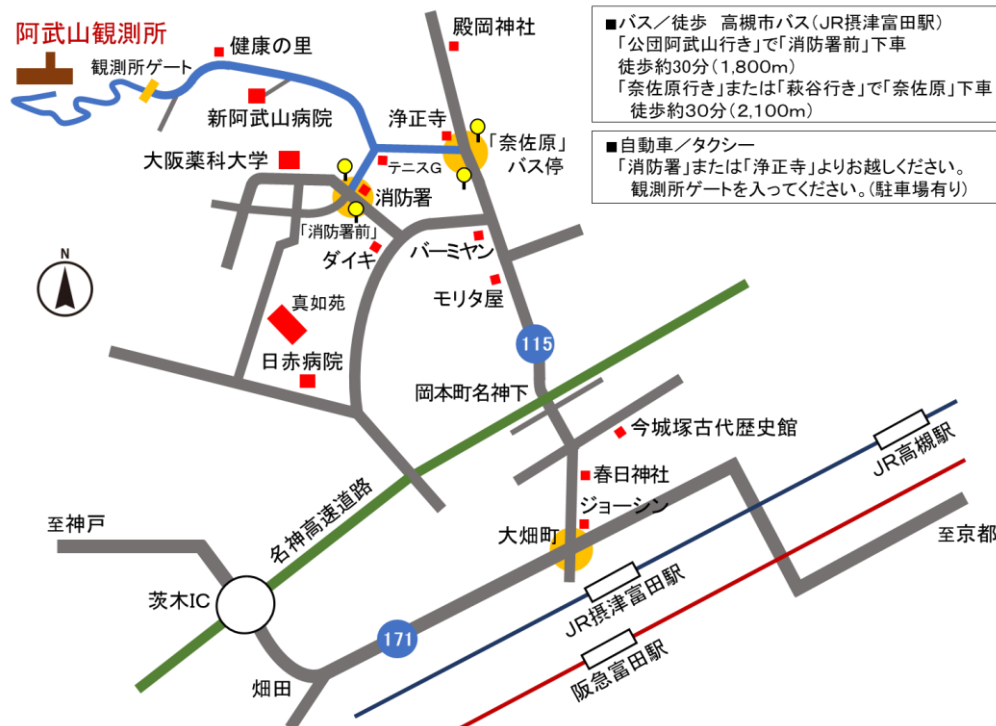 阿武山観測所
観測所ゲート
健康の里
新阿武山病院
大阪薬科大学
殿岡神社
浄正寺
「奈佐原」
バス停
テニスG
消防署
「消防署前」
ダイキ
バーミヤン
モリタ屋
N
真如苑
日赤病院
115
岡本町名神下
今城塚古代歴史館
春日神社
ジョーシン
大畑町
JR高槻駅
至京都
名神高速道路
至神戸
茨木IC
171
畑田
JR摂津富田駅
阪急富田駅
■バス/徒歩　高槻市バス(JR摂津富田駅)
「公団阿武山行き」で「消防署前」下車
徒歩約30分(1,800m)
「奈佐原行き」または「萩谷行き」で「奈佐原」下車
徒歩約30分(2,100m)
■自動車/タクシー
「消防署」または「浄正寺」よりお越しください。
観測所ゲートを入ってください。(駐車場有り)